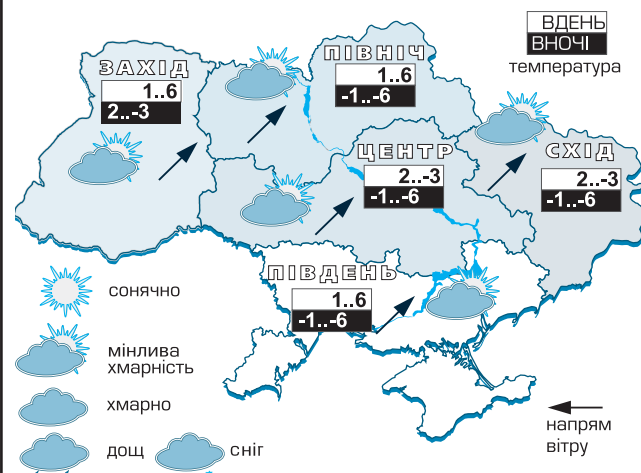 ВДЕНЬ
ВНОЧІ
температура
ЗАХІД
1..6
2..-3
ПІВНІЧ
1..6
-1..-6
ЦЕНТР
2..-3
-1..-6
СХІД
2..-3
-1..-6
ПІВДЕНЬ
1..6
-1..-6
сонячно
мінлива
хмарність
хмарно
дощ
сніг
напрям
вітру